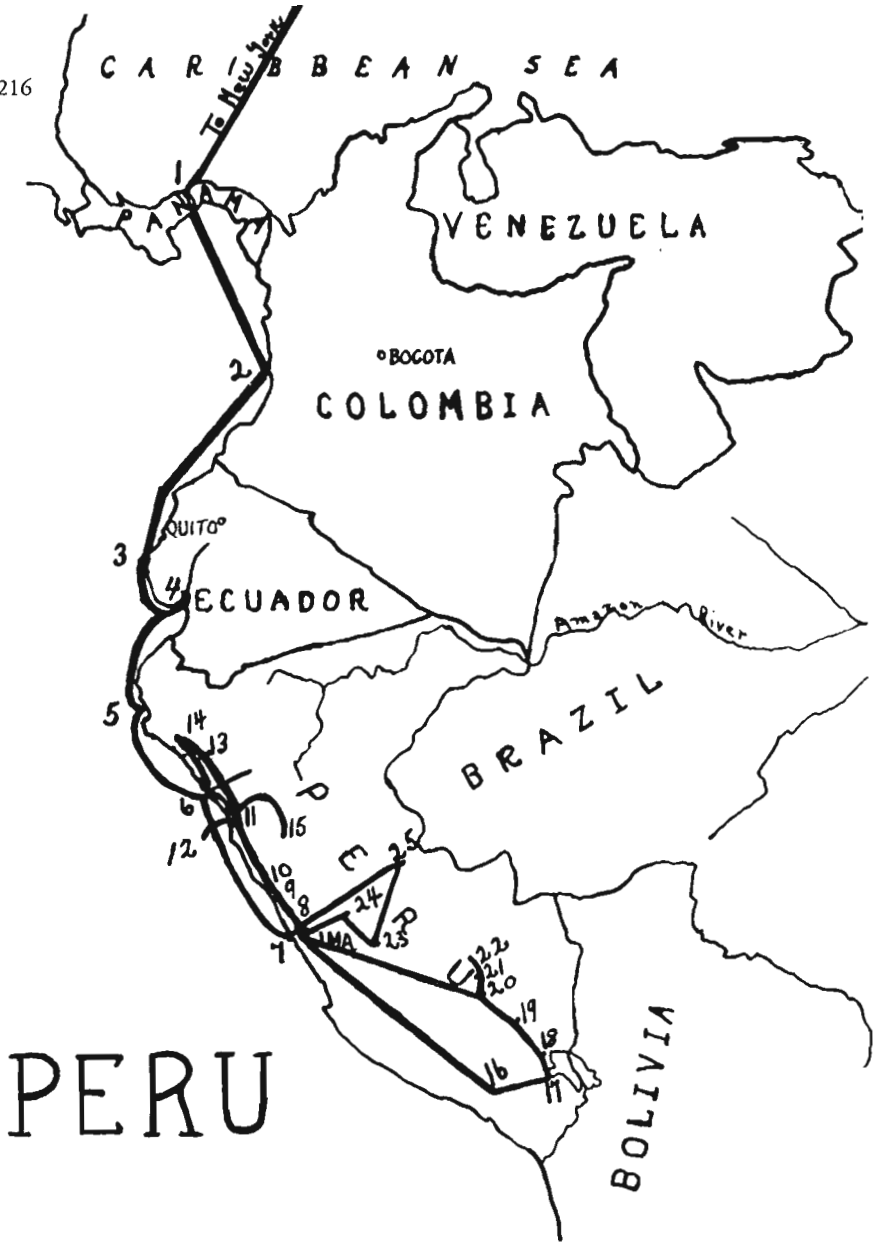 CARIBBEAN SEA
216
To New York
1
PANAMA
VENEZUELA
BOGOTA
2
COLOMBIA
QUITO
3
4
ECUADOR
Amazon River
5
BRAZIL
14
13
6
11
15
12
10
9
8
7
LIMA
PERU
25
24
23
22
21
20
19
18
17
16
BOLIVIA
PERU